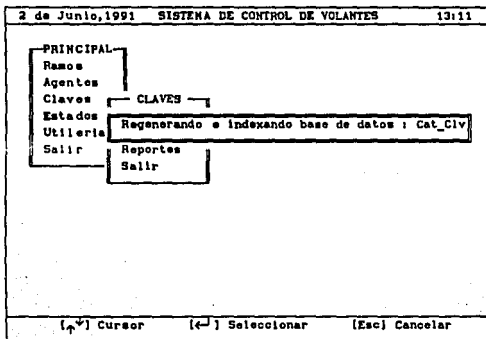 2 de Junio,1991 SISTEMA DE CONTROL DE VOLANTES 13:11
PRINCIPAL
Ramos
Agentes
Claves
CLAVES
Estados
Regenerando e indexando base de datos : Cat_Clv
Utileria
Salir
Reportes
Salir
[↑↓] Cursor [↵] Seleccionar [Esc] Cancelar